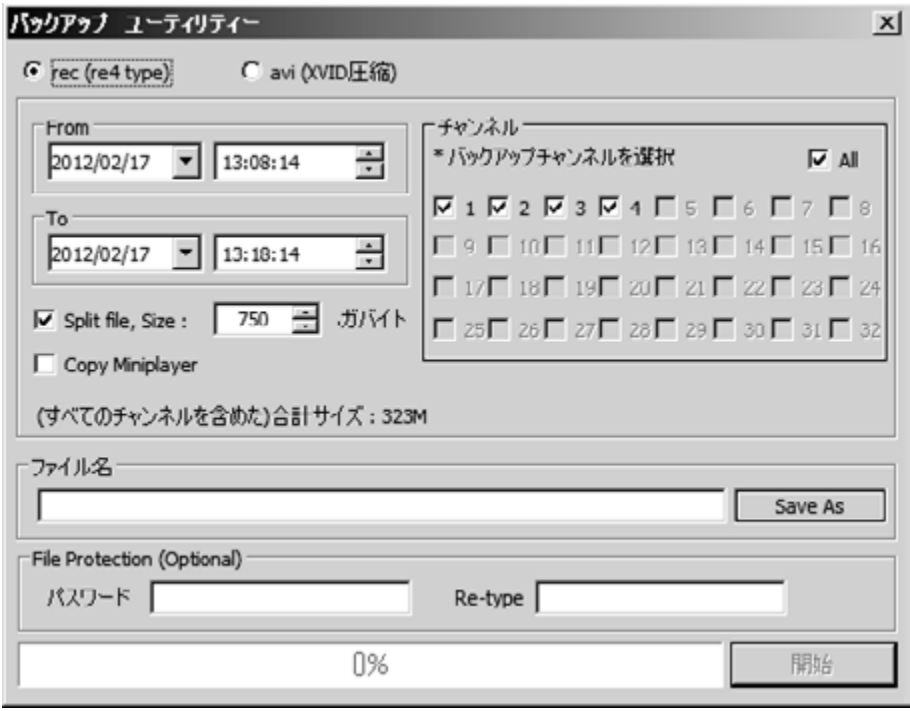 バックアップ ユーティリティー
rec (re4 type) avi (XVID圧縮)
From
2012/02/17 13:08:14
To
2012/02/17 13:18:14
Split file, Size : 750 ガバイト
Copy Miniplayer
(すべてのチャンネルを含めた)合計サイズ : 323M
チャンネル
*バックアップチャンネルを選択 All
1 2 3 4 5 6 7 8
9 10 11 12 13 14 15 16
17 18 19 20 21 22 23 24
25 26 27 28 29 30 31 32
ファイル名
Save As
File Protection (Optional)
パスワード Re-type
0% 開始